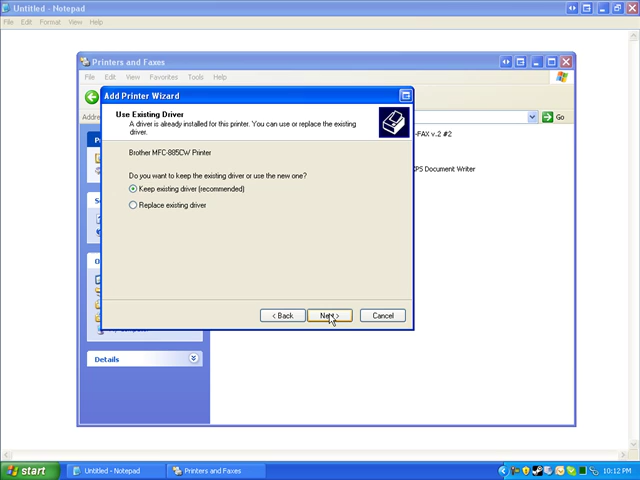 Untitled - Notepad
File Edit Format View Help
Printers and Faxes
File Edit View Favorites Tools Help
Add Printer Wizard
Go
Use Existing Driver
A driver is already installed for this printer. You can use or replace the existing
driver.
-FAX v.2 #2
Brother MFC-885CW Printer
XPS Document Writer
Do you want to keep the existing driver or use the new one?
Keep existing driver (recommended)
Replace existing driver
< Back Next > Cancel
Details
start Untitled - Notepad Printers and Faxes 10:12 PM